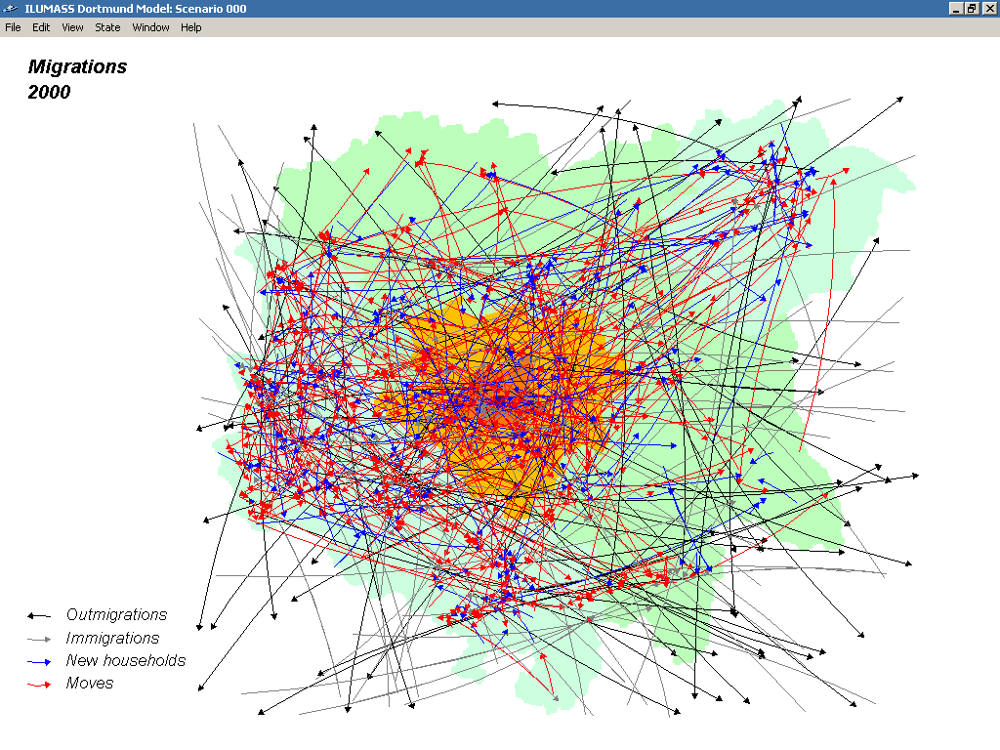 ILUMASS Dortmund Model: Scenario 000
File Edit View State Window Help
Migrations
2000
Outmigrations
Immigrations
New households
Moves